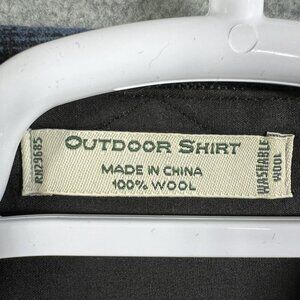 RN29685
OUTDOOR SHIRT
MADE IN CHINA
100% WOOL
WASHABLE
WOOL